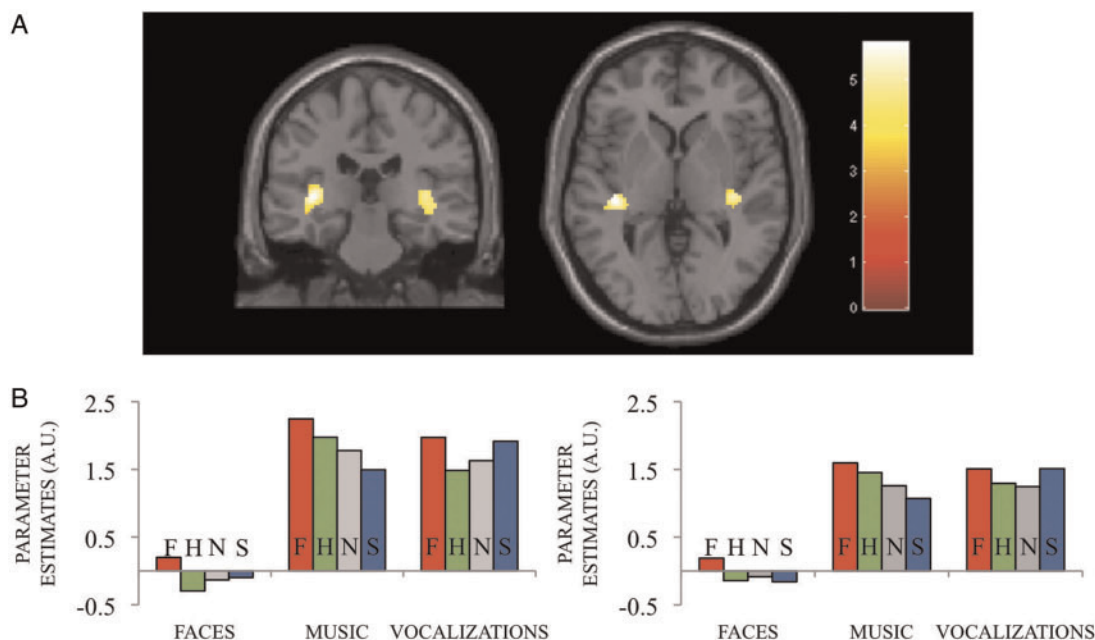 A
5
4
3
2
1
0
B
PARAMETER
ESTIMATES (A.U.)
2.5
1.5
0.5
-0.5
F H N S
F H N S
F H N S
FACES MUSIC VOCALIZATIONS
PARAMETER
ESTIMATES (A.U.)
2.5
1.5
0.5
-0.5
F H N S
F H N S
F H N S
FACES MUSIC VOCALIZATIONS